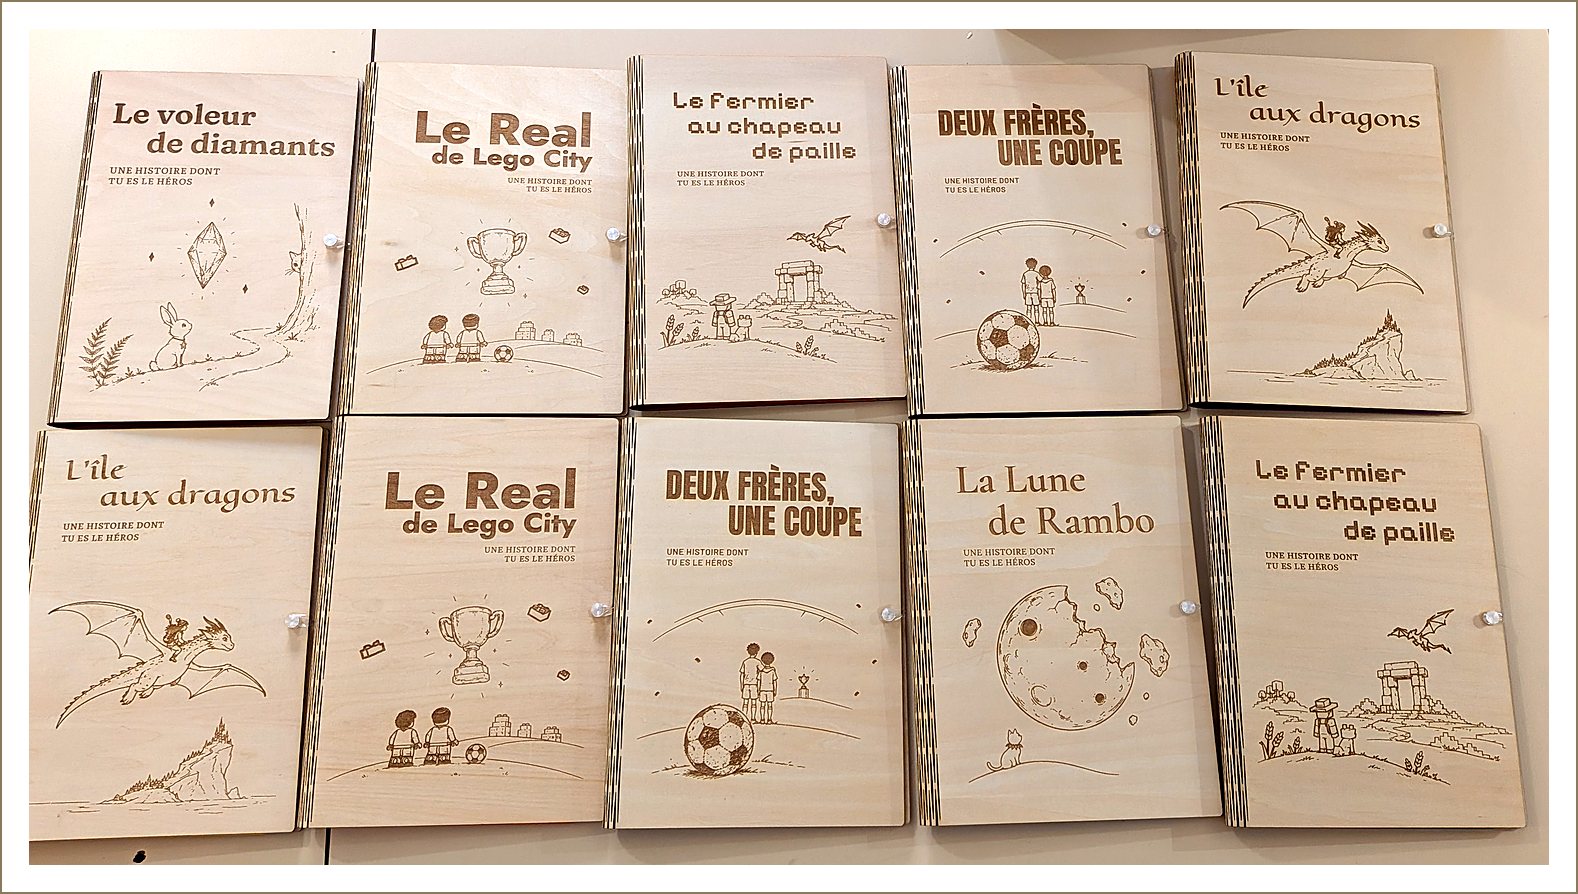 Le voleur
de diamants
UNE HISTOIRE DONT
TU ES LE HÉROS
Le Real
de Lego City
UNE HISTOIRE DONT
TU ES LE HÉROS
Le fermier
au chapeau
de paille
UNE HISTOIRE DONT
TU ES LE HÉROS
DEUX FRÈRES,
UNE COUPE
UNE HISTOIRE DONT
TU ES LE HÉROS
L'île
aux dragons
UNE HISTOIRE DONT
TU ES LE HÉROS
L'île
aux dragons
UNE HISTOIRE DONT
TU ES LE HÉROS
Le Real
de Lego City
UNE HISTOIRE DONT
TU ES LE HÉROS
DEUX FRÈRES,
UNE COUPE
UNE HISTOIRE DONT
TU ES LE HÉROS
La Lune
de Rambo
UNE HISTOIRE DONT
TU ES LE HÉROS
Le fermier
au chapeau
de paille
UNE HISTOIRE DONT
TU ES LE HÉROS